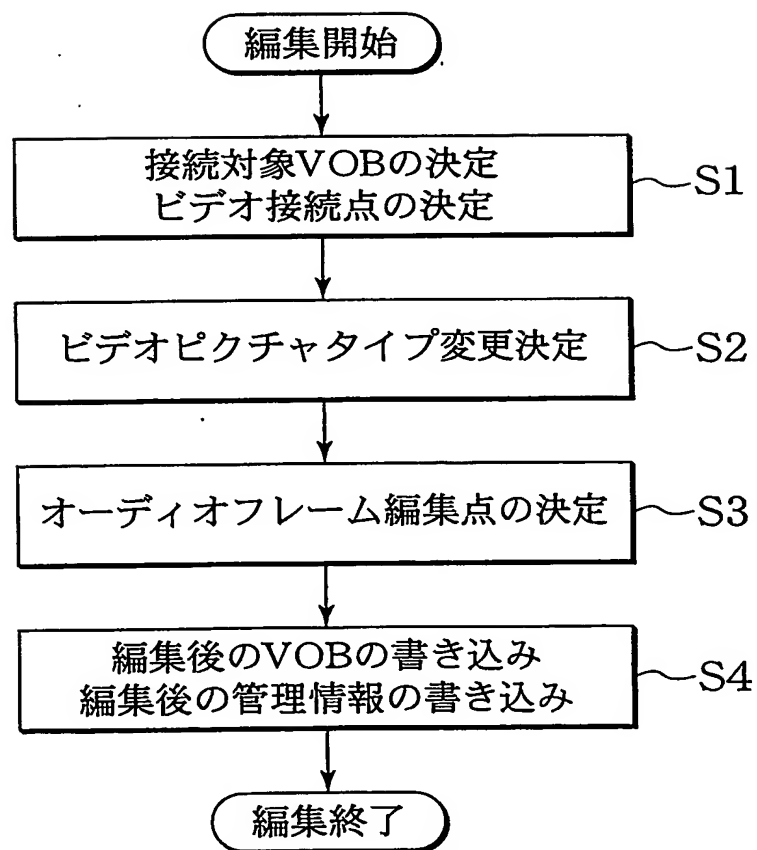 編集開始
接続対象VOBの決定
ビデオ接続点の決定
S1
ビデオピクチャタイプ変更決定
S2
オーディオフレーム編集点の決定
S3
編集後のVOBの書き込み
編集後の管理情報の書き込み
S4
編集終了